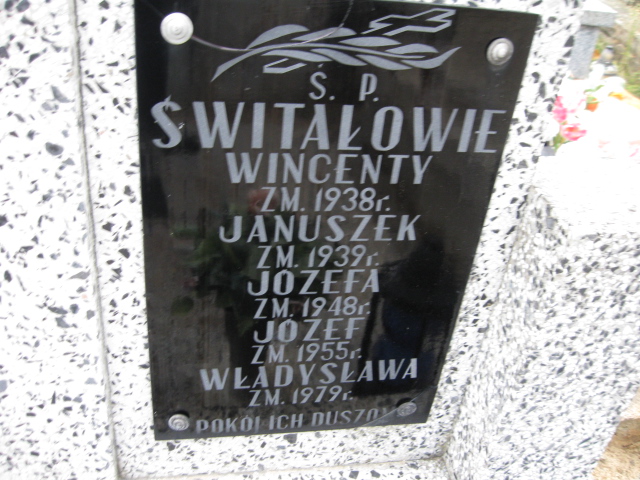 Ś. P.
ŚWITAŁOWIE
WINCENTY
ZM. 1938r.
JANUSZEK
ZM. 1939r.
JÓZEFA
ZM. 1948r.
JÓZEF
ZM. 1955r.
WŁADYSŁAWA
ZM. 1979r.
POKÓJ ICH DUSZOM